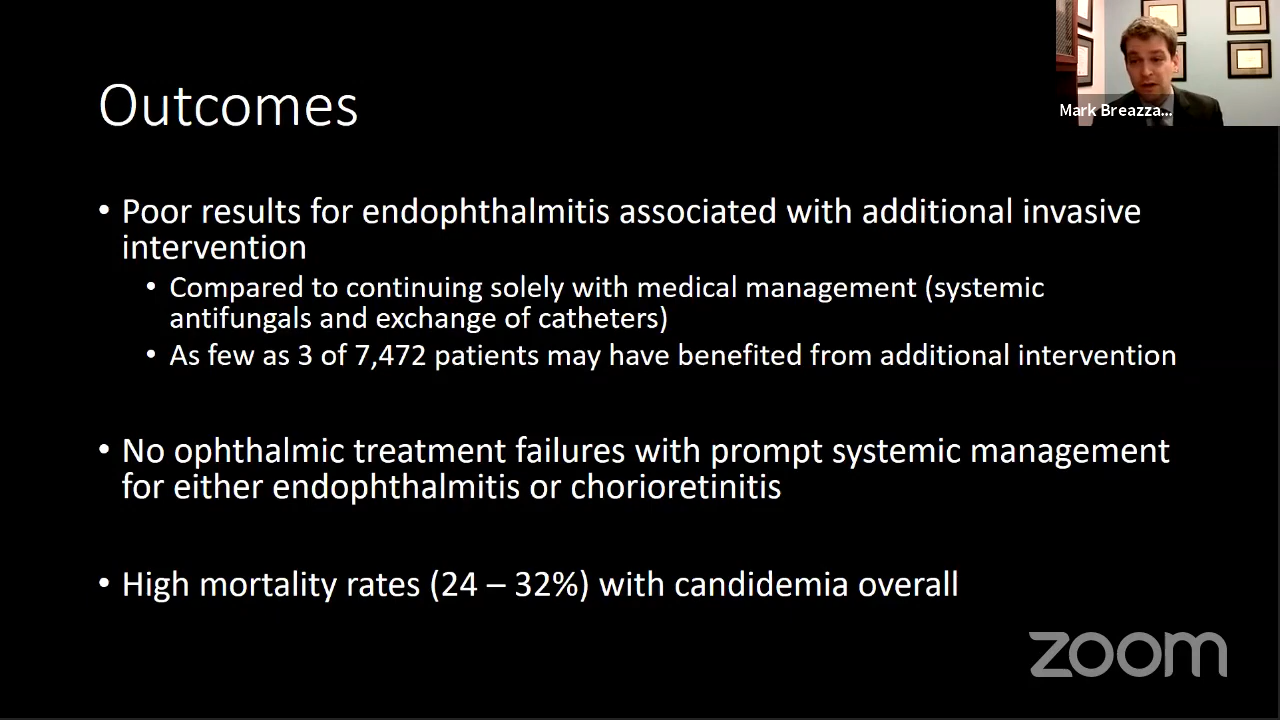 Outcomes
Mark Breazza...
• Poor results for endophthalmitis associated with additional invasive
intervention
• Compared to continuing solely with medical management (systemic
antifungals and exchange of catheters)
• As few as 3 of 7,472 patients may have benefited from additional intervention
• No ophthalmic treatment failures with prompt systemic management
for either endophthalmitis or chorioretinitis
• High mortality rates (24 – 32%) with candidemia overall
zoom